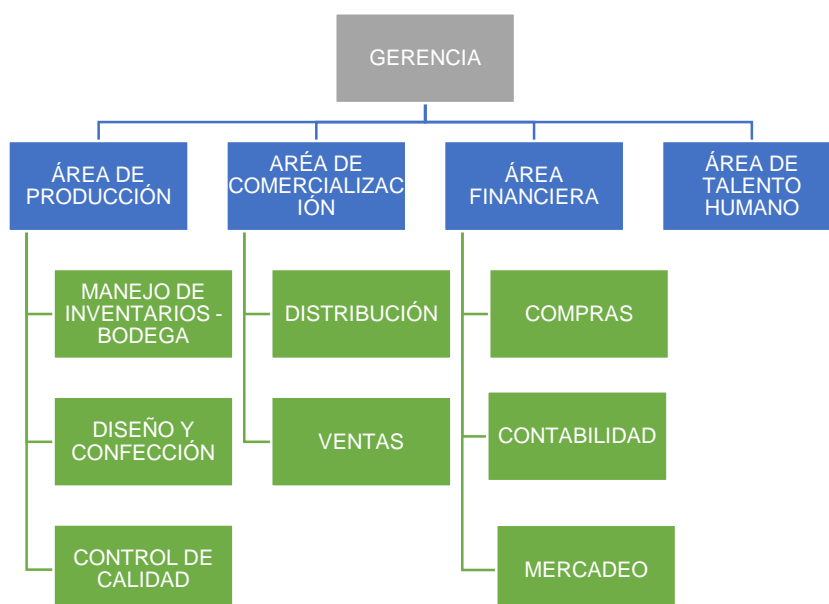 GERENCIA
ÁREA DE
PRODUCCIÓN
ARÉA DE
COMERCIALIZAC
IÓN
ÁREA
FINANCIERA
ÁREA DE
TALENTO
HUMANO
MANEJO DE
INVENTARIOS -
BODEGA
DISTRIBUCIÓN
COMPRAS
DISEÑO Y
CONFECCIÓN
VENTAS
CONTABILIDAD
CONTROL DE
CALIDAD
MERCADEO